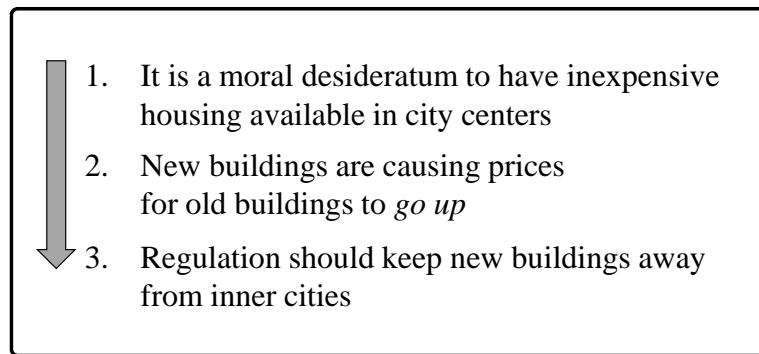 1. It is a moral desideratum to have inexpensive
housing available in city centers
2. New buildings are causing prices
for old buildings to go up
3. Regulation should keep new buildings away
from inner cities